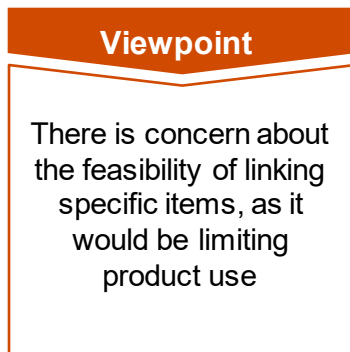 Viewpoint
There is concern about
the feasibility of linking
specific items, as it
would be limiting
product use